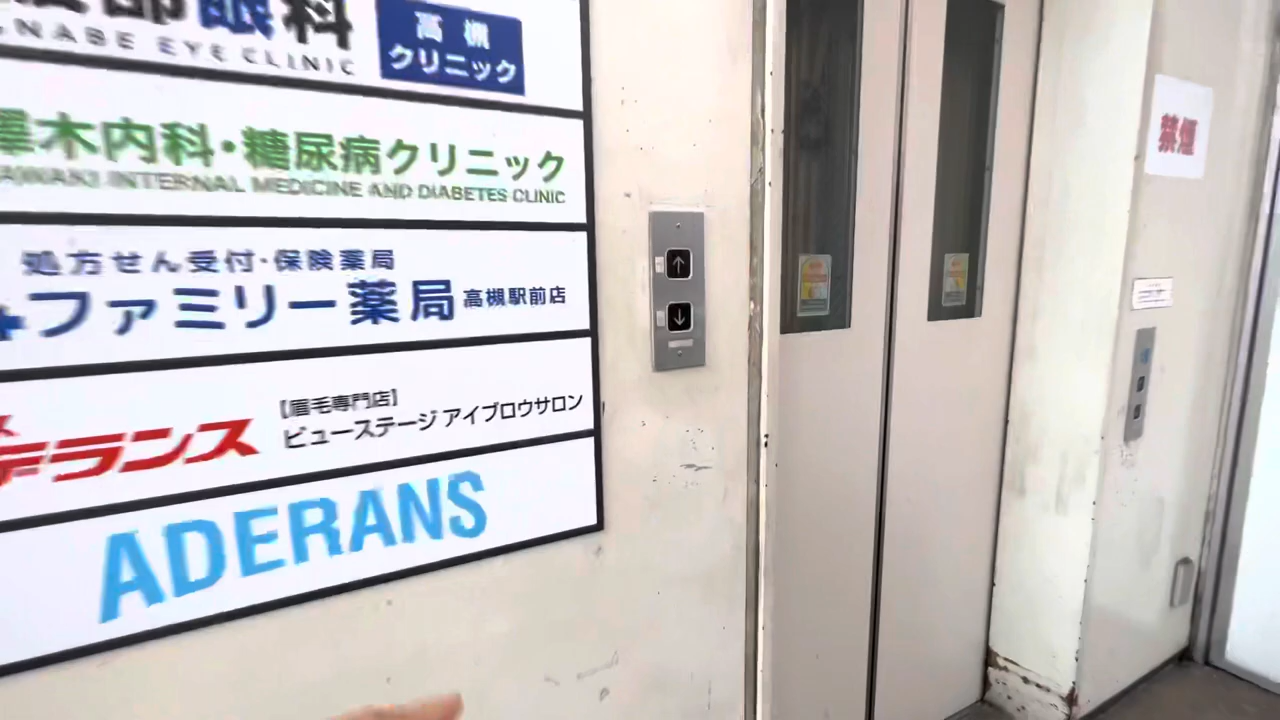 眼科
NABE EYE CLINIC
高槻
クリニック
澤木内科・糖尿病クリニック
AWAKI INTERNAL MEDICINE AND DIABETES CLINIC
処方せん受付・保険薬局
ファミリー薬局 高槻駅前店
デランス
【眉毛専門店】
ビューステージ アイブロウサロン
ADERANS
禁煙